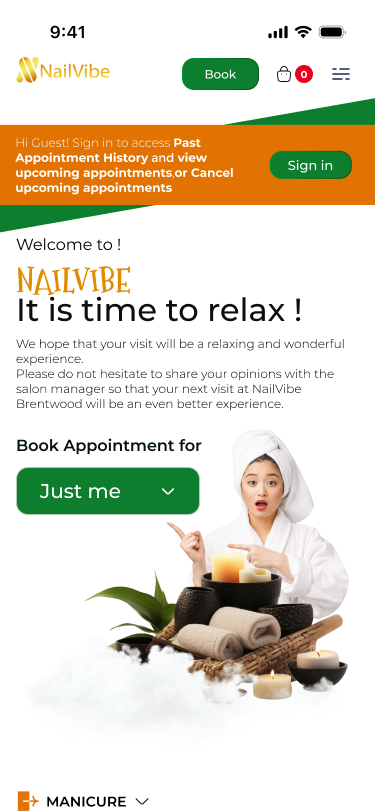 9:41
NailVibe
Book
0
Hi Guest! Sign in to access Past
Appointment History and view
upcoming appointments,or Cancel
upcoming appointments
Sign in
Welcome to !
NAILVIBE
It is time to relax !
We hope that your visit will be a relaxing and wonderful
experience.
Please do not hesitate to share your opinions with the
salon manager so that your next visit at NailVibe
Brentwood will be an even better experience.
Book Appointment for
Just me
MANICURE